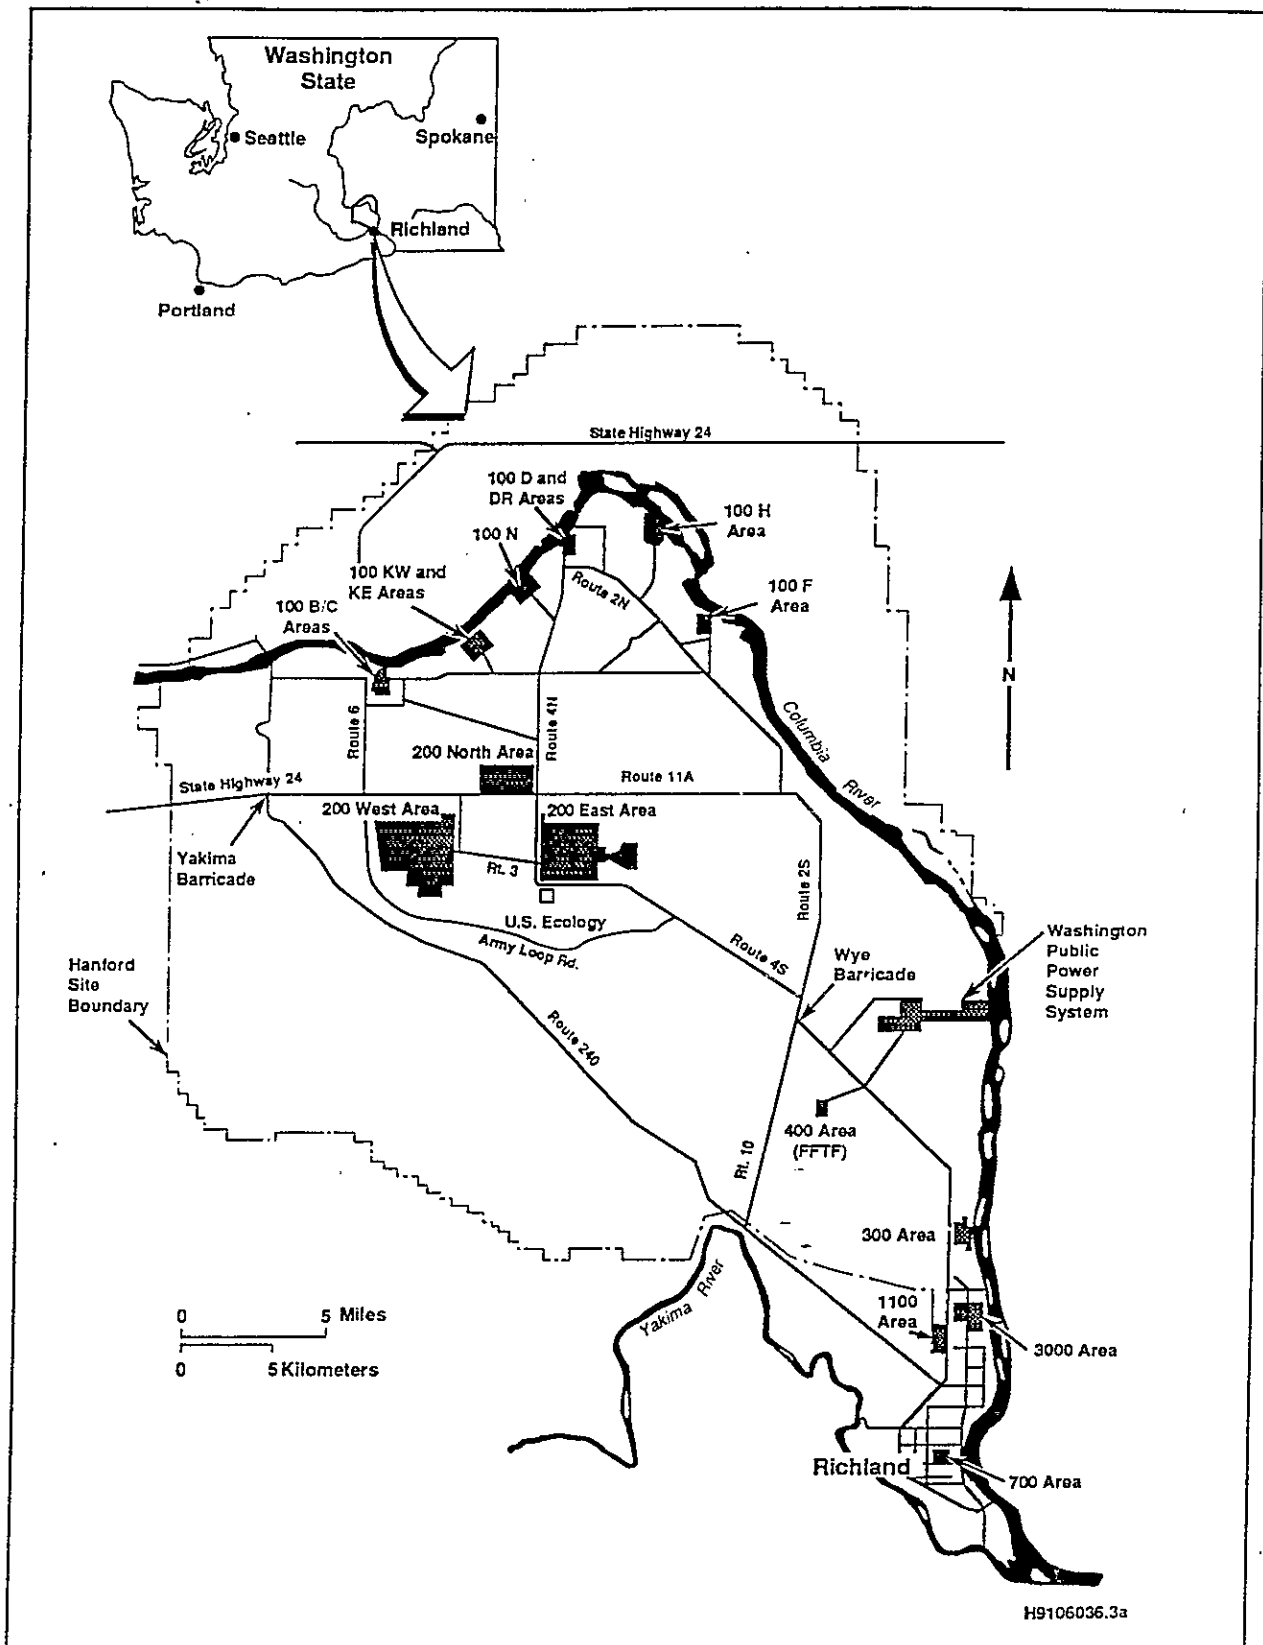 Washington
State
Seattle
Spokane
Richland
Portland
State Highway 24
100 D and
DR Areas
100 H
Area
100 N
100 KW and
KE Areas
Route 2N
100 F
Area
100 B/C
Areas
N
Columbia
River
Route 6
Route 4N
200 North Area
State Highway 24
Route 11A
200 West Area
200 East Area
Yakima
Barricade
Rt. 3
Route 2S
U.S. Ecology
Army Loop Rd.
Route 4S
Wye
Barricade
Washington
Public
Power
Supply
System
Hanford
Site
Boundary
Route 240
400 Area
(FFTF)
Rt. 10
300 Area
Yakima River
1100
Area
3000 Area
0 5 Miles
0 5 Kilometers
Richland
700 Area
H9106036.3a